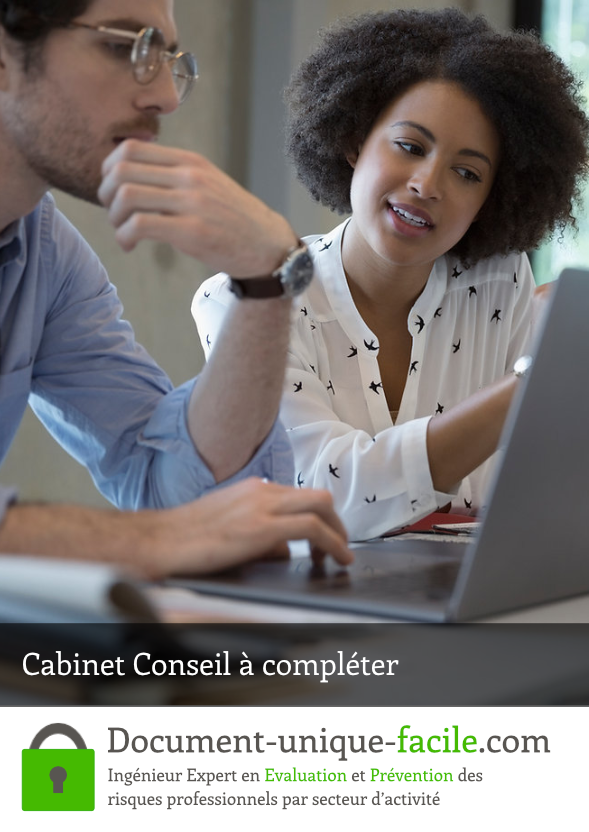 Cabinet Conseil à compléter
Document-unique-facile.com
Ingénieur Expert en Evaluation et Prévention des
risques professionnels par secteur d'activité